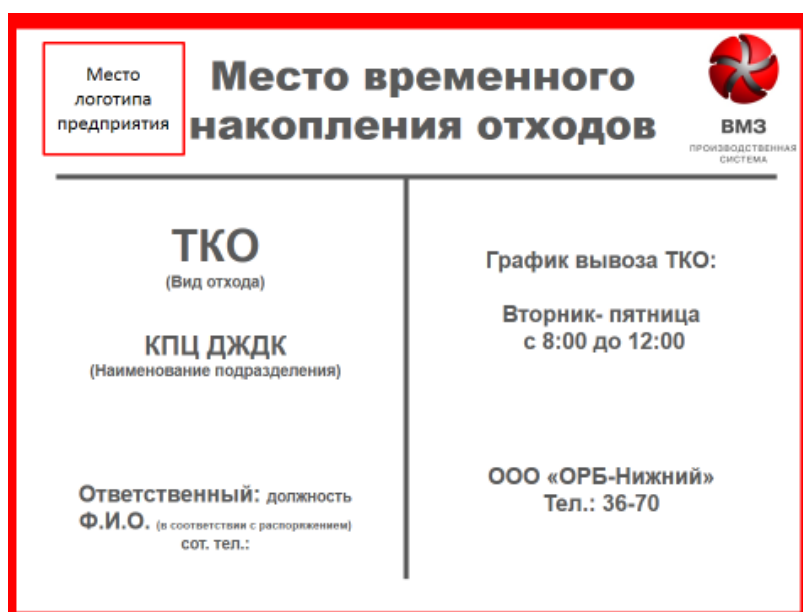 Место
логотипа
предприятия
Место временного
накопления отходов
ВМЗ
ПРОИЗВОДСТВЕННАЯ
СИСТЕМА
ТКО
(Вид отхода)
КПЦ ДЖДК
(Наименование подразделения)
Ответственный: должность
Ф.И.О. (в соответствии с распоряжением)
сот. тел.:
График вывоза ТКО:
Вторник- пятница
с 8:00 до 12:00
ООО «ОРБ-Нижний»
Тел.: 36-70